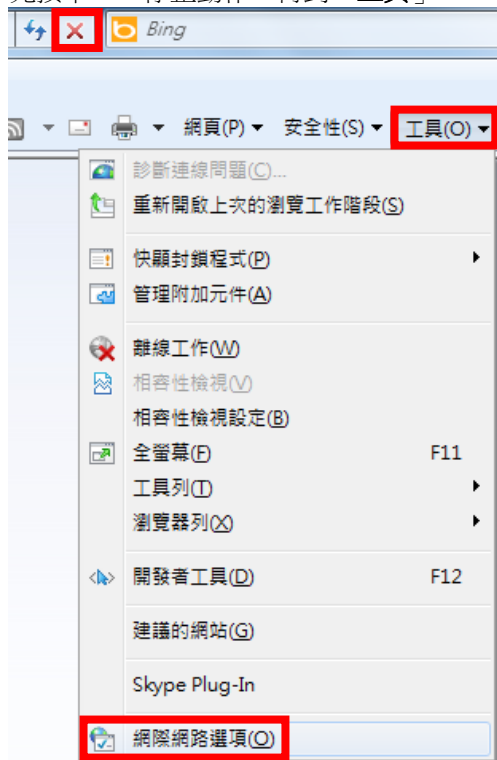 Bing
網頁(P) 安全性(S) 工具(O)
診斷連線問題(C)...
重新開啟上次的瀏覽工作階段(S)
快顯封鎖程式(P)
管理附加元件(A)
離線工作(W)
相容性檢視(V)
相容性檢視設定(B)
全螢幕(F) F11
工具列(T)
瀏覽器列(X)
開發者工具(D) F12
建議的網站(G)
Skype Plug-In
網際網路選項(O)